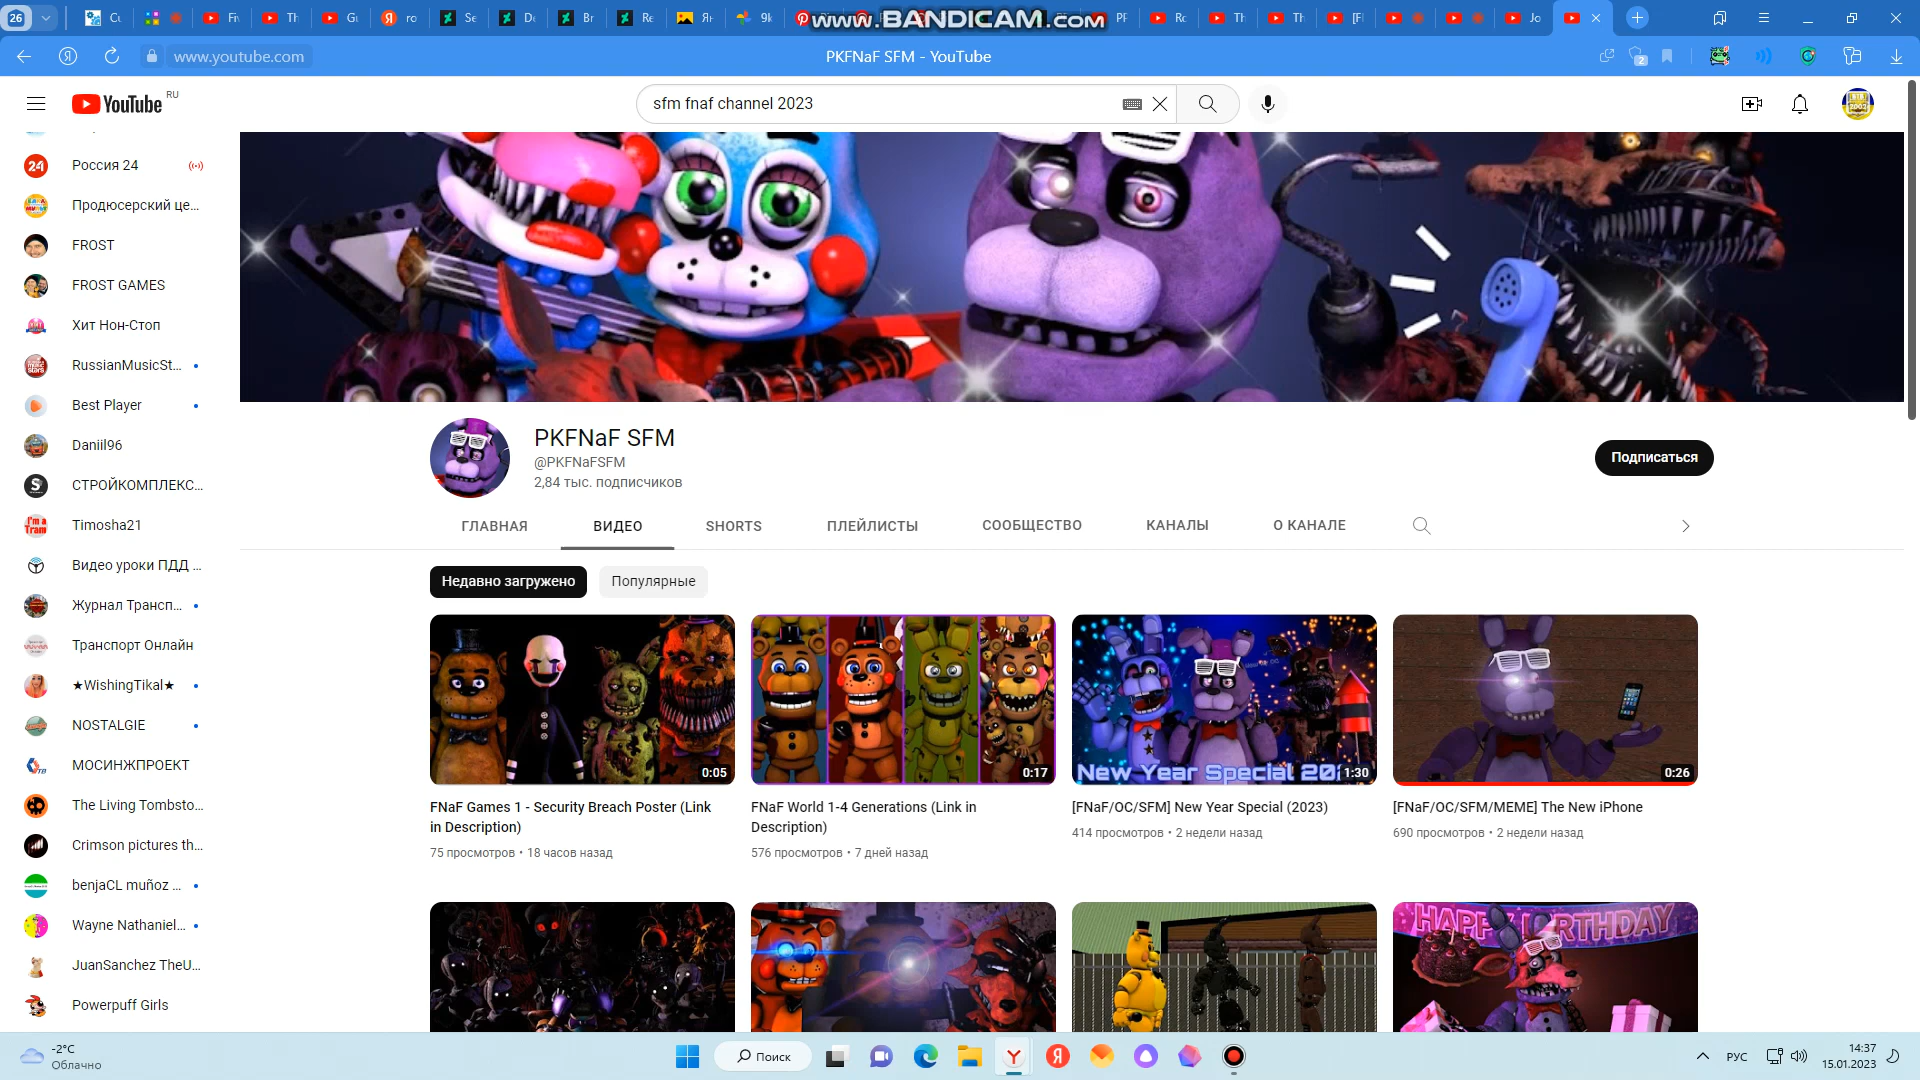 26
www.BANDICAM.com
www.youtube.com
PKFNaF SFM - YouTube
2
YouTube
RU
sfm fnaf channel 2023
24
Россия 24
Продюсерский це...
FROST
FROST GAMES
Хит Нон-Стоп
RussianMusicSt...
Best Player
Daniil96
СТРОЙКОМПЛЕКС...
Timosha21
Видео уроки ПДД ...
Журнал Трансп...
Транспорт Онлайн
★WishingTikal★
NOSTALGIE
МОСИНЖПРОЕКТ
The Living Tombsto...
Crimson pictures th...
benjaCL muñoz ...
Wayne Nathaniel...
JuanSanchez TheU...
Powerpuff Girls
PKFNaF SFM
@PKFNaFSFM
2,84 тыс. подписчиков
Подписаться
ГЛАВНАЯ
ВИДЕО
SHORTS
ПЛЕЙЛИСТЫ
СООБЩЕСТВО
КАНАЛЫ
О КАНАЛЕ
Недавно загружено
Популярные
0:05
0:17
New Year Special
1:30
0:26
FNaF Games 1 - Security Breach Poster (Link
in Description)
75 просмотров • 18 часов назад
FNaF World 1-4 Generations (Link in
Description)
576 просмотров • 7 дней назад
[FNaF/OC/SFM] New Year Special (2023)
414 просмотров • 2 недели назад
[FNaF/OC/SFM/MEME] The New iPhone
690 просмотров • 2 недели назад
HAPPY BIRTHDAY
-2°C
Облачно
Поиск
РУС
14:37
15.01.2023